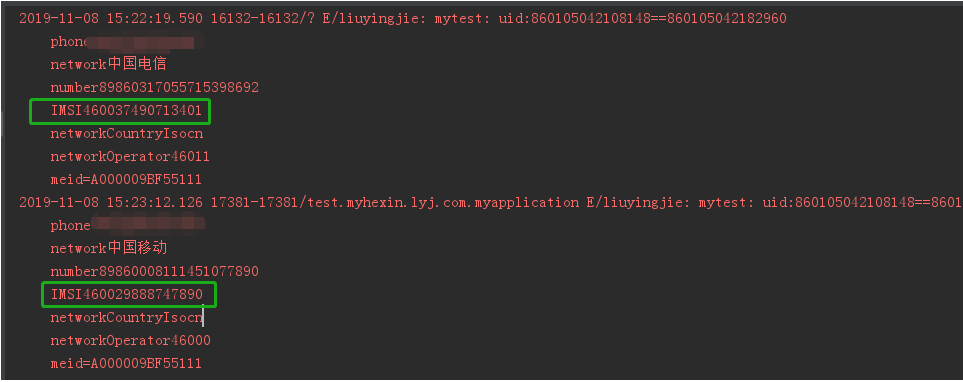 2019-11-08 15:22:19.590 16132-16132/? E/liuyingjie: mytest: uid:860105042108148==860105042182960
phone
network中国电信
number89860317055715398692
IMSI460037490713401
networkCountryIsocn
networkOperator46011
meid=A000009BF55111
2019-11-08 15:23:12.126 17381-17381/test.myhexin.lyj.com.myapplication E/liuyingjie: mytest: uid:860105042108148==8601
phone
network中国移动
number89860008111451077890
IMSI460029888747890
networkCountryIsocn
networkOperator46000
meid=A000009BF55111